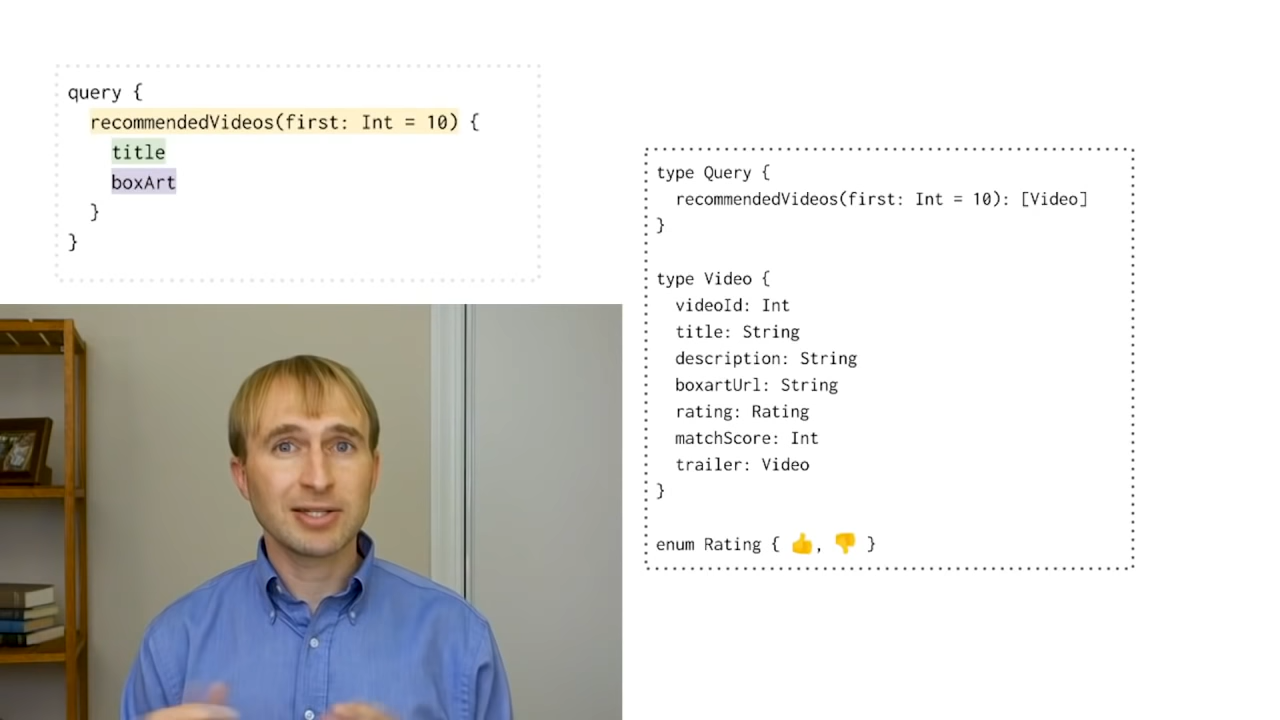 query {
recommendedVideos(first: Int = 10) {
title
boxArt
}
}
type Query {
recommendedVideos(first: Int = 10): [Video]
}
type Video {
videoId: Int
title: String
description: String
boxartUrl: String
rating: Rating
matchScore: Int
trailer: Video
}
enum Rating { 👍, 👎 }